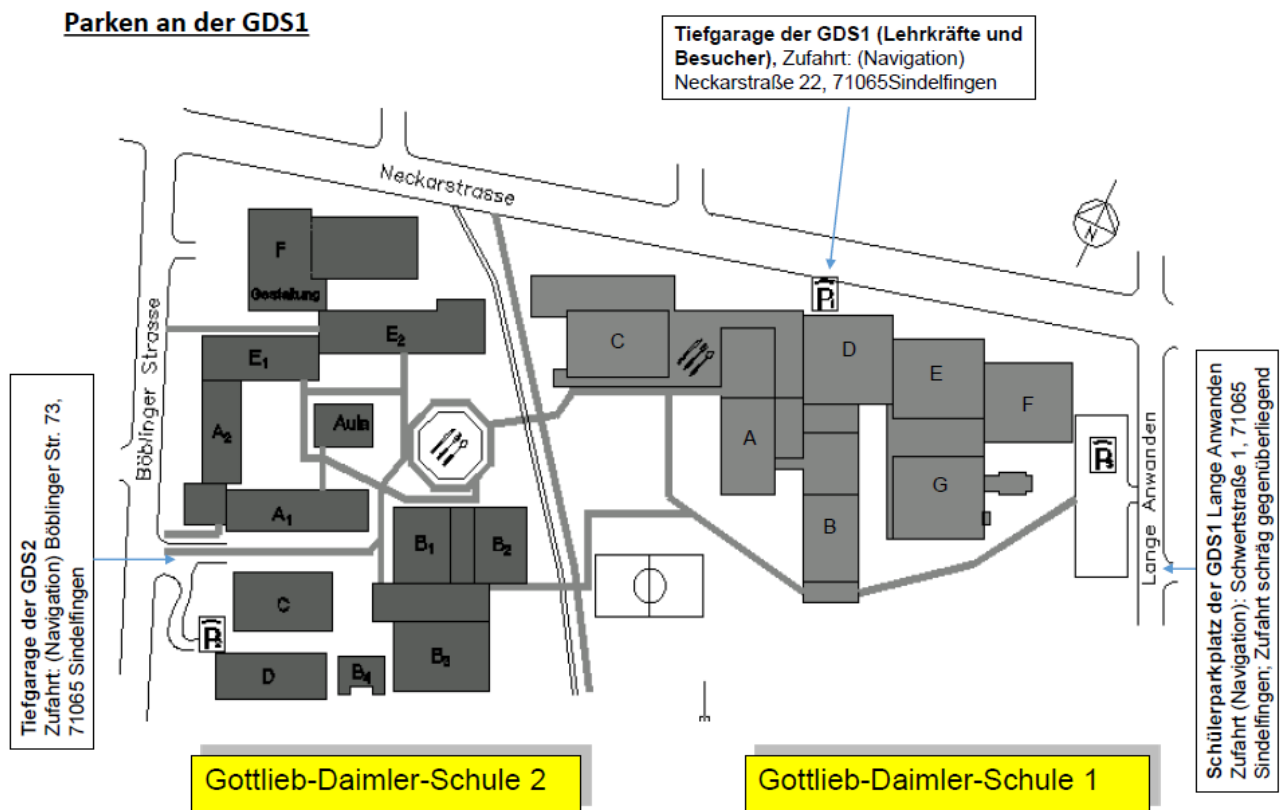 Parken an der GDS1
Tiefgarage der GDS1 (Lehrkräfte und
Besucher), Zufahrt: (Navigation)
Neckarstraße 22, 71065Sindelfingen
Neckarstrasse
N
F
Gestaltung
E2
E1
A2
Aula
A1
B1
B2
C
D
B4
B3
Böblinger Strasse
P2
C
D
E
F
A
G
B
P1
P3
Lange Anwanden
Tiefgarage der GDS2
Zufahrt: (Navigation) Böblinger Str. 73,
71065 Sindelfingen
Schülerparkplatz der GDS1 Lange Anwanden
Zufahrt (Navigation): Schwertstraße 1, 71065
Sindelfingen; Zufahrt schräg gegenüberliegend
Gottlieb-Daimler-Schule 2
Gottlieb-Daimler-Schule 1